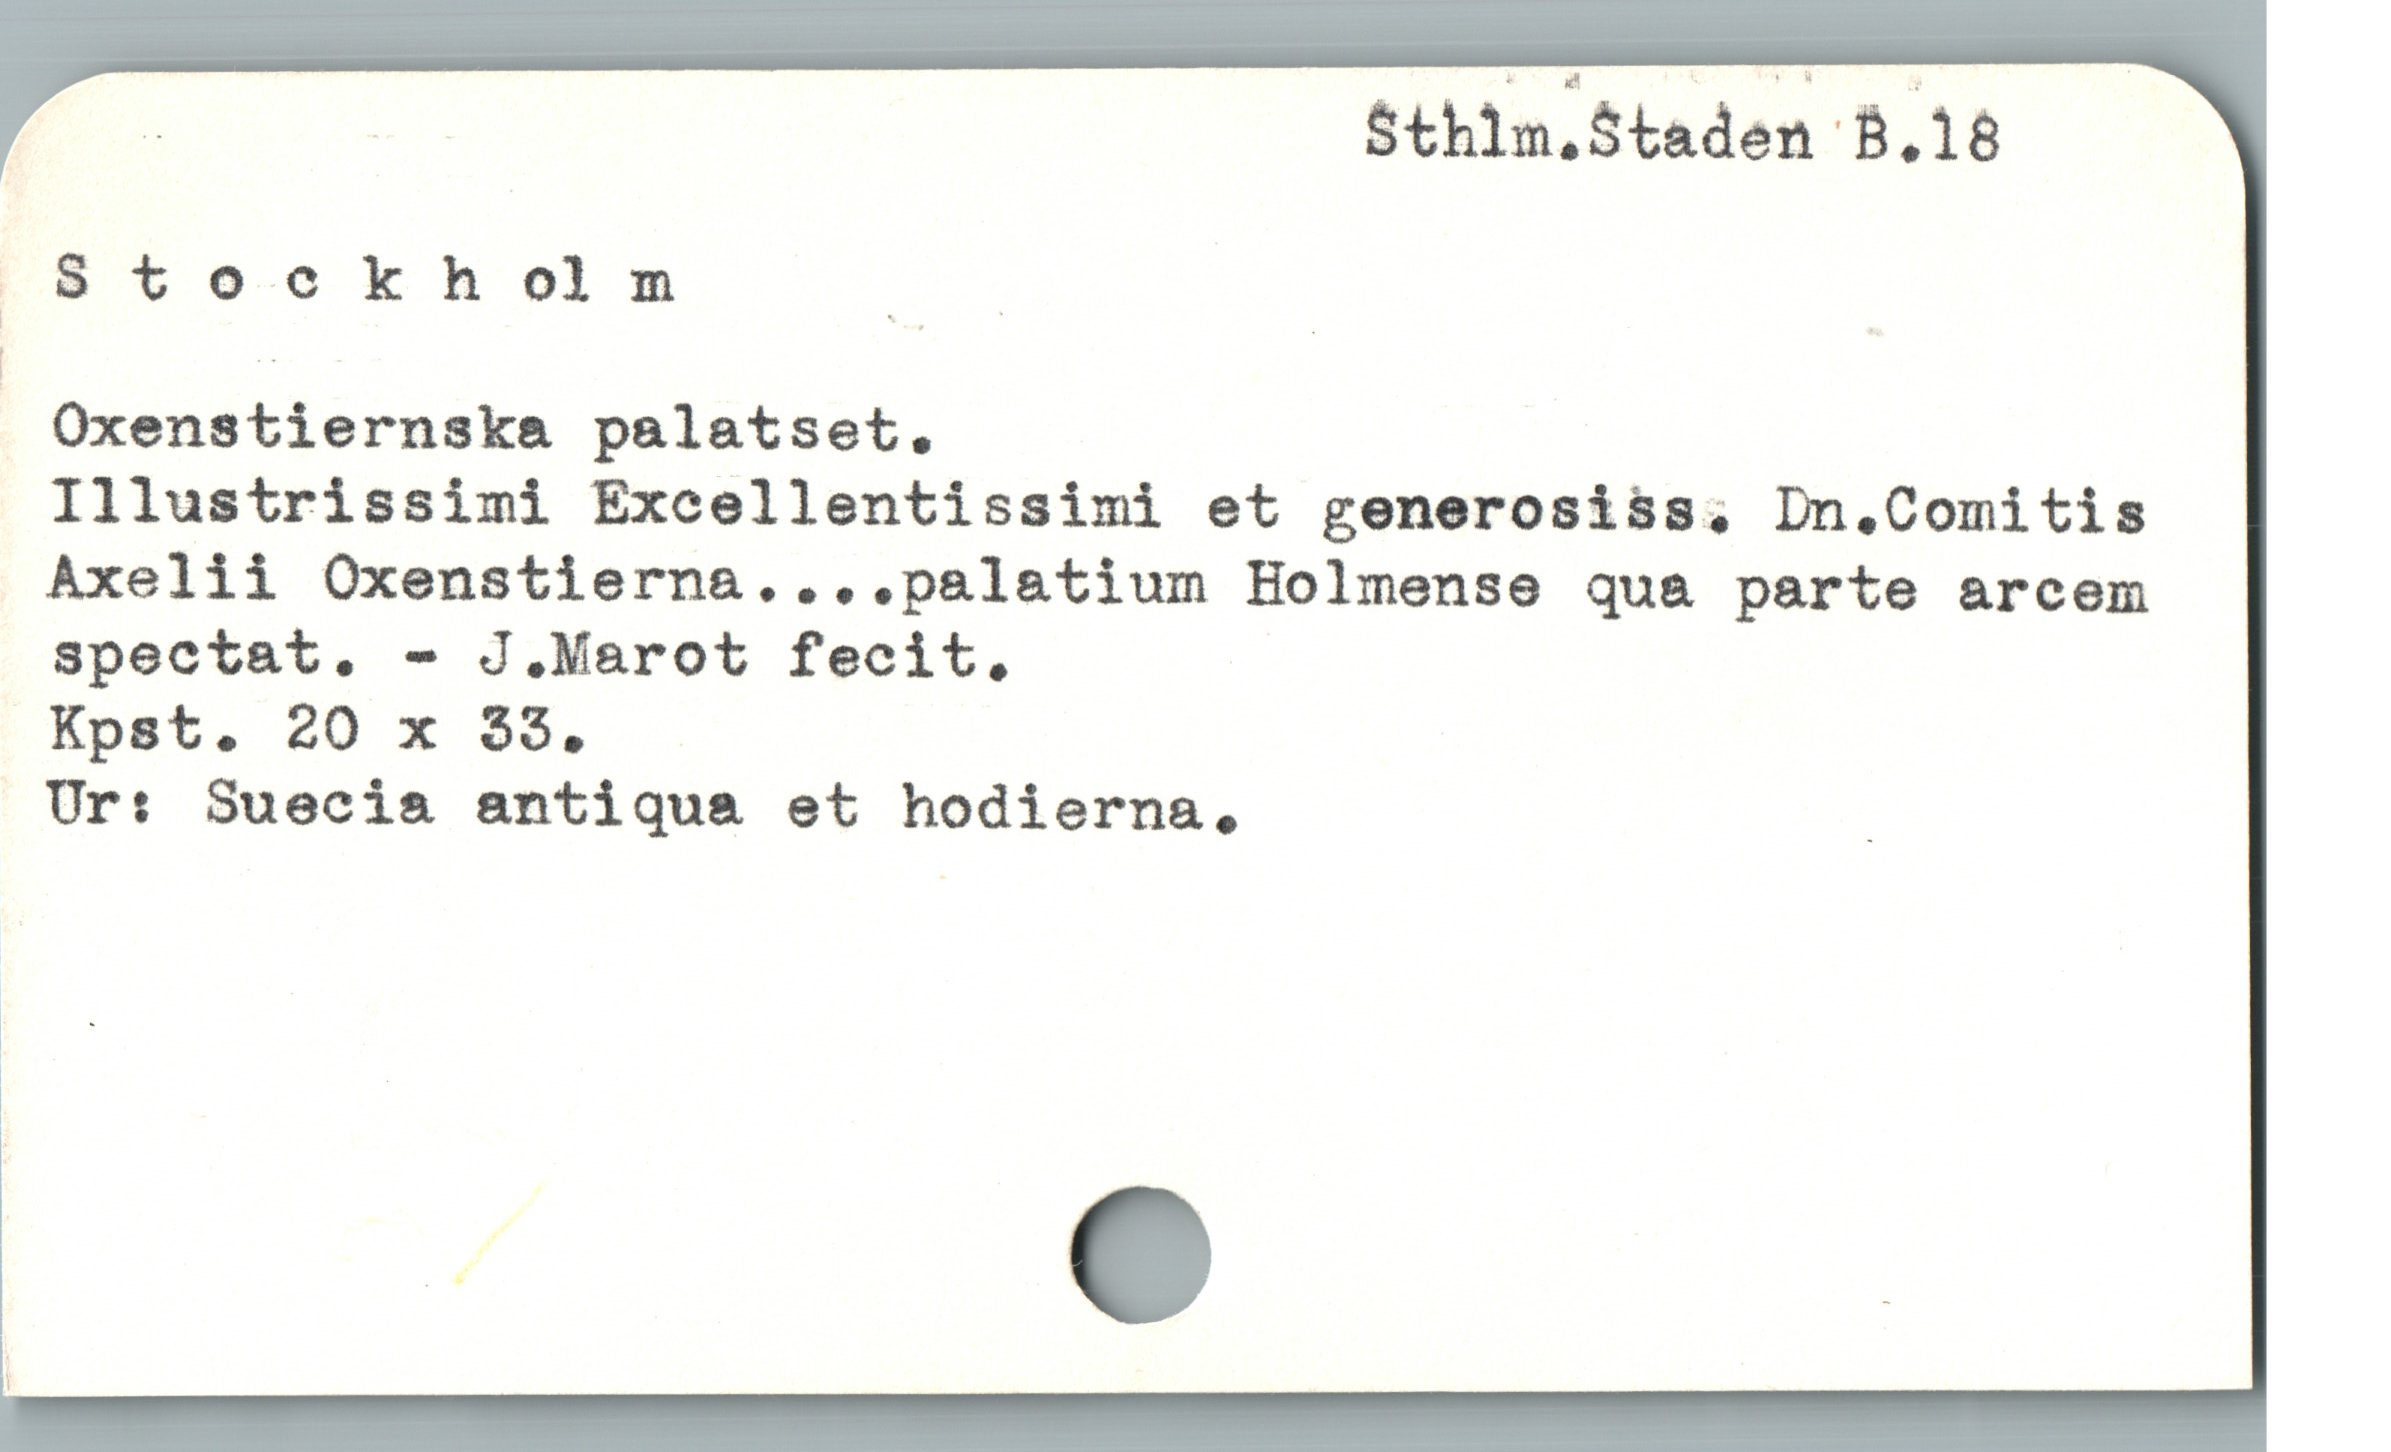 Sthlm.Staden B.18
S t o c k h ol m
Oxenstiernska palatset.
Illustrissimi Excellentissimi et generosiss. Dn.Comitis
Axelii Oxenstierna....palatium Holmense qua parte arcem
spectat. - J.Marot fecit.
Kpst. 20 x 33.
Ur: Suecia antiqua et hodierna.